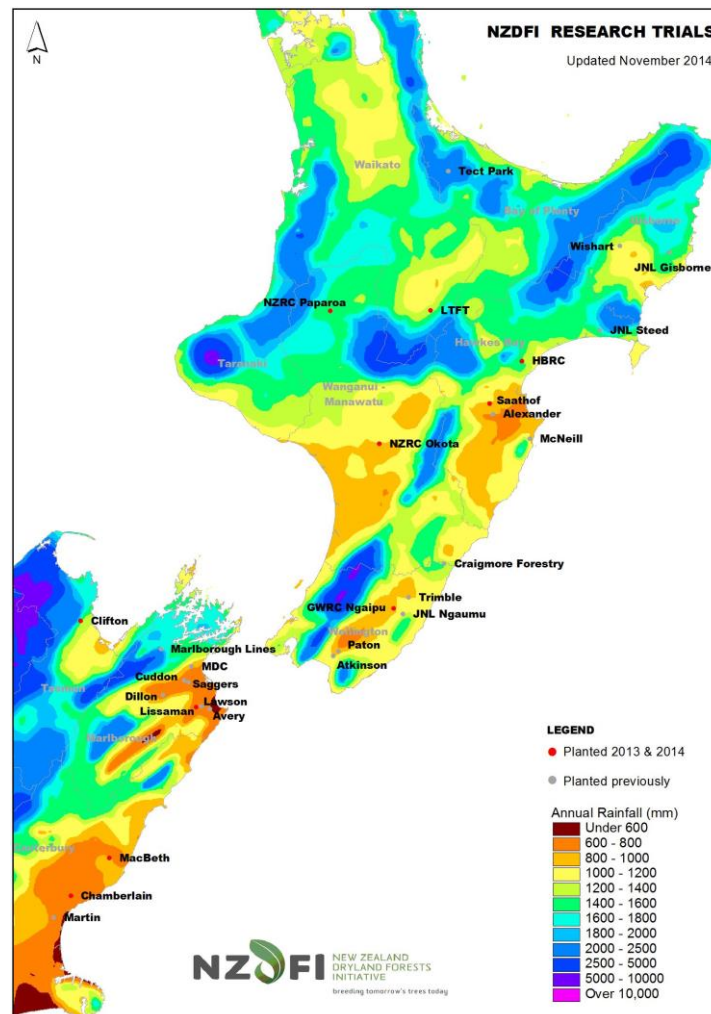 NZDFI RESEARCH TRIALS
Updated November 2014
N
Waikato
Tect Park
Bay of Plenty
Gisborne
Wishart
JNL Gisborne
NZRC Paparoa
LTFT
JNL Steed
Taranaki
Hawkes Bay
HBRC
Wanganui -
Manawatu
Saathof
Alexander
McNeill
NZRC Okota
Craigmore Forestry
Trimble
GWRC Ngaipu
JNL Ngaumu
Wellington
Paton
Atkinson
Clifton
Marlborough Lines
MDC
Tasman
Cuddon
Saggers
Dillon
Lawson
Lissaman
Avery
Marlborough
Canterbury
MacBeth
Chamberlain
Martin
LEGEND
Planted 2013 & 2014
Planted previously
Annual Rainfall (mm)
Under 600
600 - 800
800 - 1000
1000 - 1200
1200 - 1400
1400 - 1600
1600 - 1800
1800 - 2000
2000 - 2500
2500 - 5000
5000 - 10000
Over 10,000
NZDFI
NEW ZEALAND
DRYLAND FORESTS
INITIATIVE
breeding tomorrow's trees today